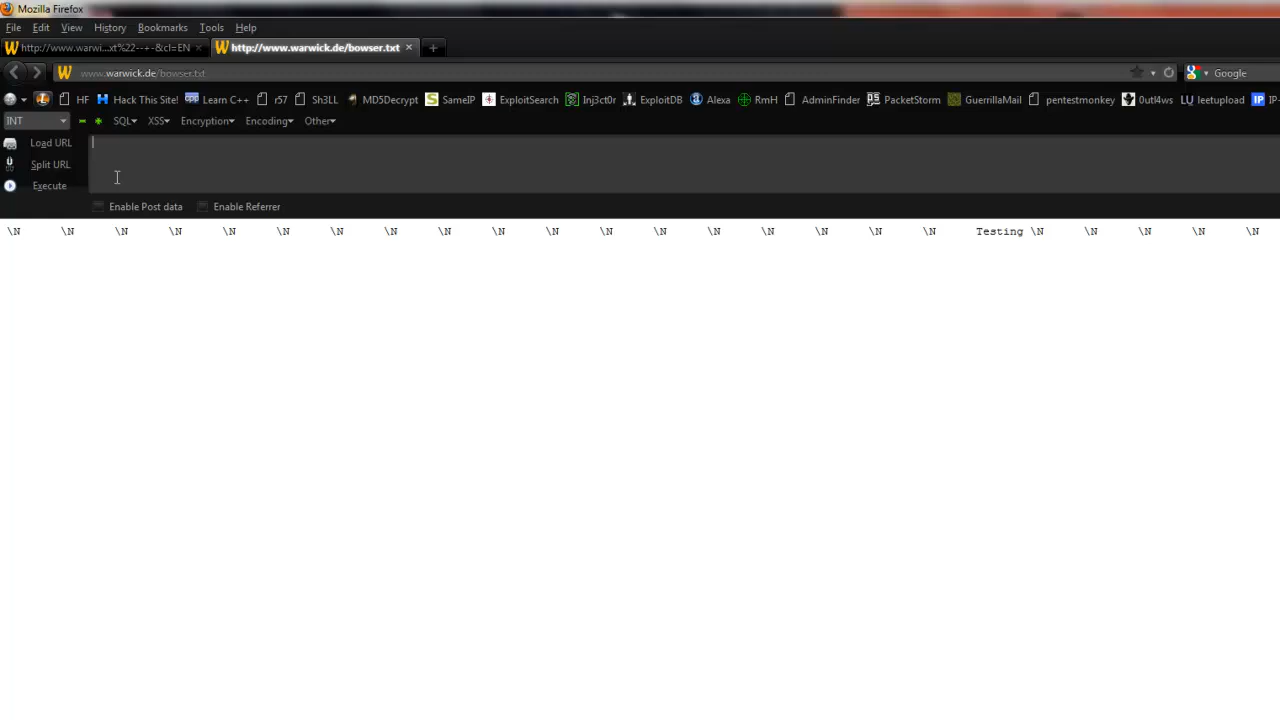 Mozilla Firefox
File Edit View History Bookmarks Tools Help
http://www.warwi...xt%22--+-&cl=EN http://www.warwick.de/bowser.txt
www.warwick.de/bowser.txt Google
HF Hack This Site! Learn C++ r57 Sh3LL MD5Decrypt SameIP ExploitSearch Inj3ct0r ExploitDB Alexa RmH AdminFinder PacketStorm GuerrillaMail pentestmonkey 0utl4ws LU leetupload IP IP-
INT SQL XSS Encryption Encoding Other
Load URL
Split URL
Execute
Enable Post data Enable Referrer
\N \N \N \N \N \N \N \N \N \N \N \N \N \N \N \N \N \N Testing \N \N \N \N \N